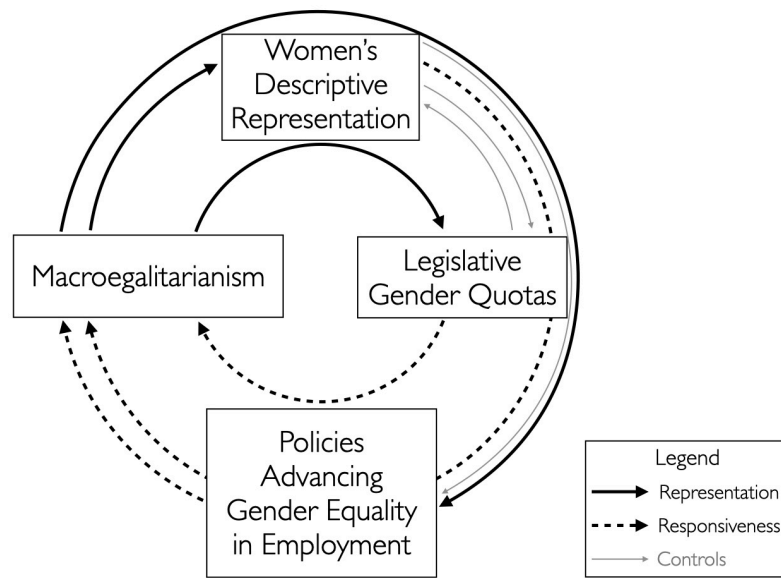 Women's
Descriptive
Representation
Macroegalitarianism
Legislative
Gender Quotas
Policies
Advancing
Gender Equality
in Employment
Legend
Representation
Responsiveness
Controls